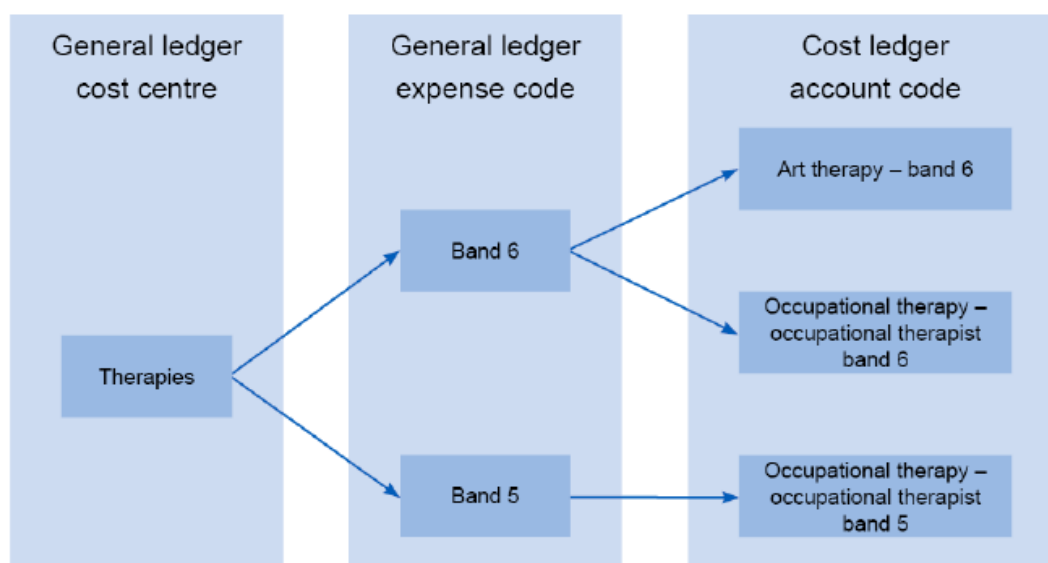 General ledger
cost centre
General ledger
expense code
Cost ledger
account code
Therapies
Band 6
Band 5
Art therapy – band 6
Occupational therapy –
occupational therapist
band 6
Occupational therapy –
occupational therapist
band 5